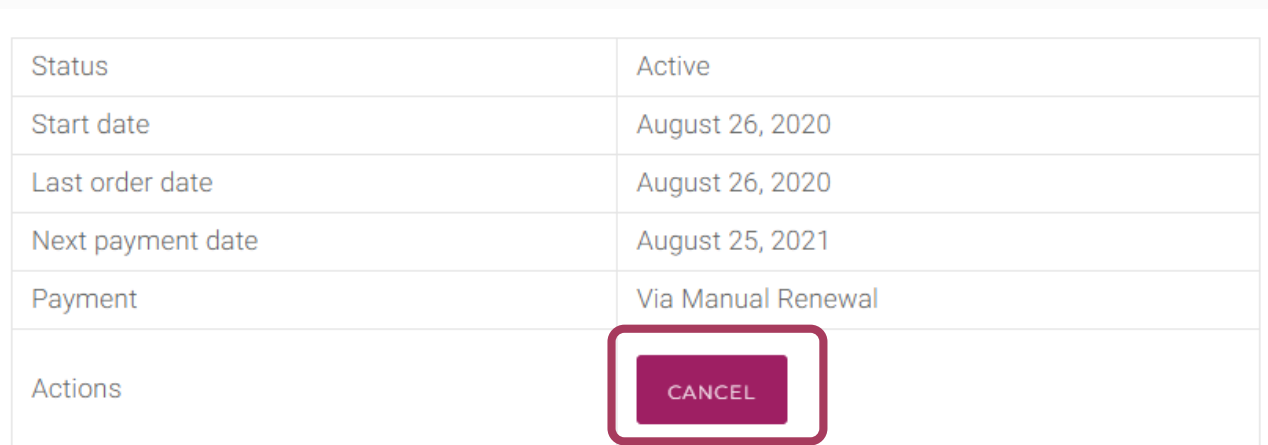 Status Active
Start date August 26, 2020
Last order date August 26, 2020
Next payment date August 25, 2021
Payment Via Manual Renewal
Actions CANCEL